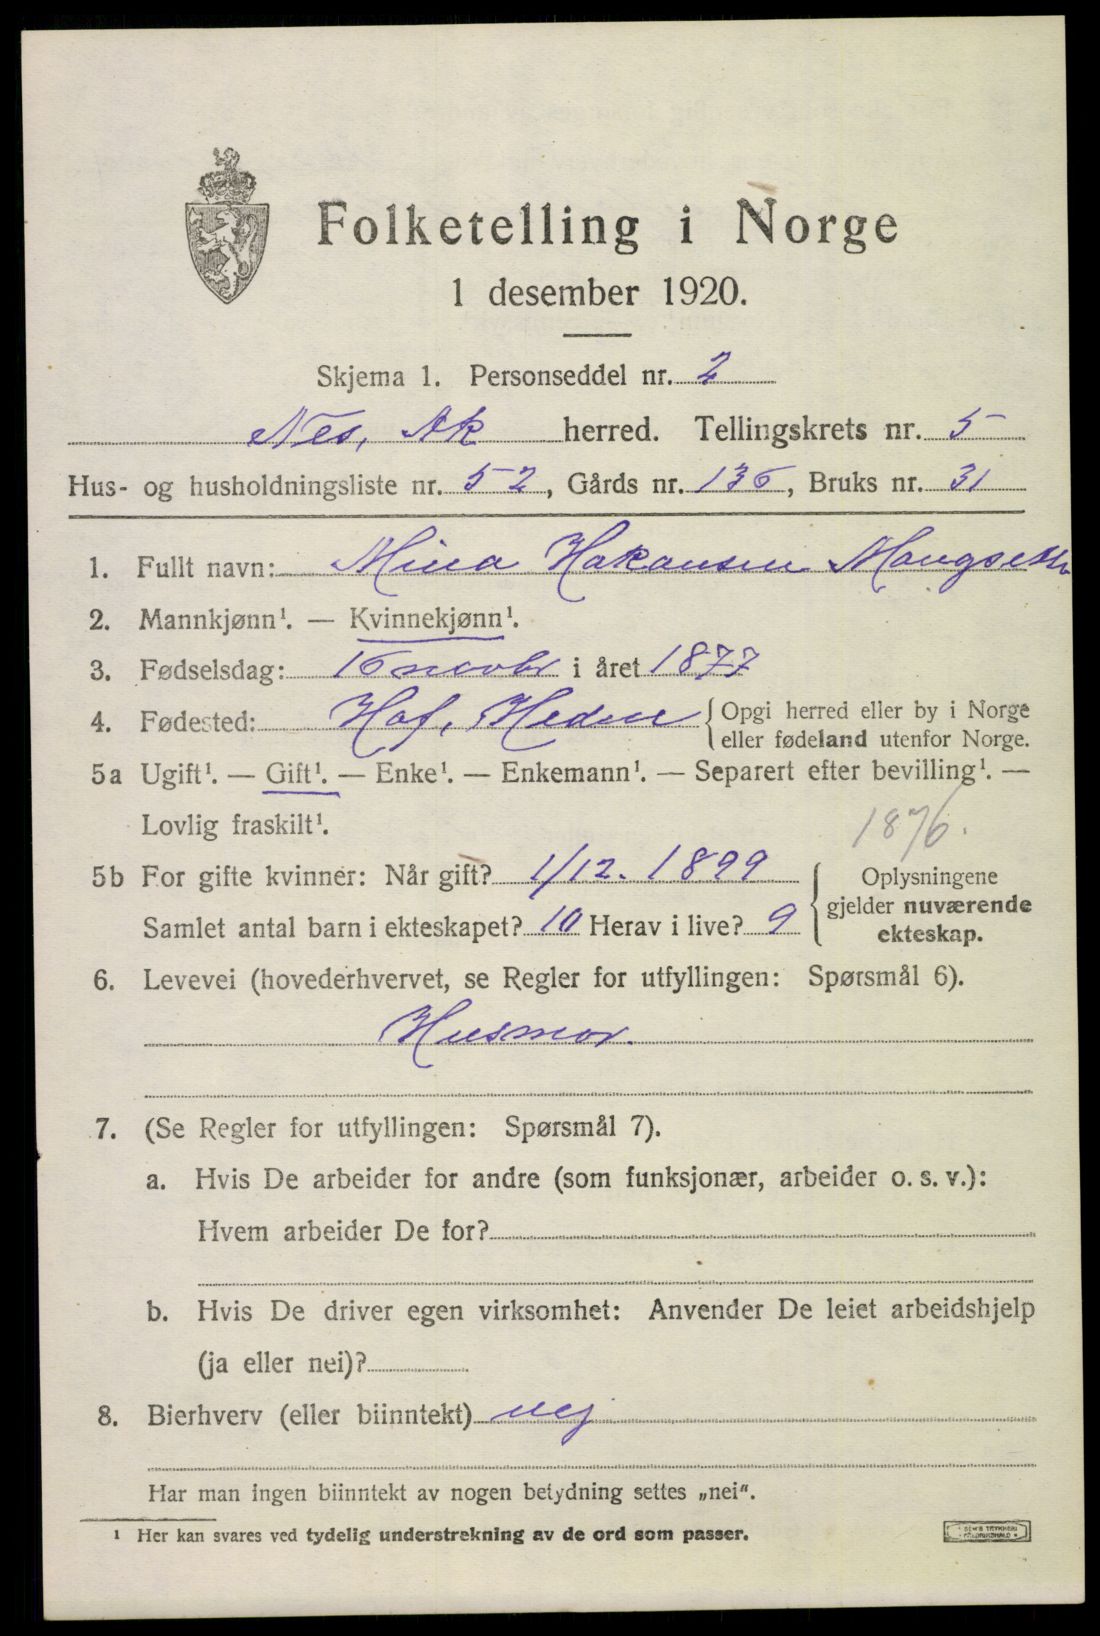 Folketelling i Norge
1 desember 1920.
Skjema 1. Personseddel nr. 2
Nes, Ak herred. Tellingskrets nr. 5
Hus- og husholdningsliste nr. 52, Gårds nr. 136, Bruks nr. 31
1. Fullt navn: Mina Hakansen
2. Mannkjønn¹. — Kvinnekjønn¹.
3. Fødselsdag: 16 novbr i året 1877
4. Fødested: Hof, Hedm { Opgi herred eller by i Norge
eller fødeland utenfor Norge.
5a Ugift¹. — Gift¹. — Enke¹. — Enkemann¹. — Separert efter bevilling¹. —
Lovlig fraskilt¹.
1876.
5b For gifte kvinner: Når gift? 1/12. 1899 { Oplysningene
gjelder nuværende
Samlet antal barn i ekteskapet? 10 Herav i live? 9
ekteskap.
6. Levevei (hovederhvervet, se Regler for utfyllingen: Spørsmål 6).
Husmor.
7. (Se Regler for utfyllingen: Spørsmål 7).
a. Hvis De arbeider for andre (som funksjonær, arbeider o. s. v.):
Hvem arbeider De for?
b. Hvis De driver egen virksomhet: Anvender De leiet arbeidshjelp
(ja eller nei)?
8. Bierhverv (eller biinntekt) nej
Har man ingen biinntekt av nogen betydning settes „nei“.
¹ Her kan svares ved tydelig understrekning av de ord som passer.